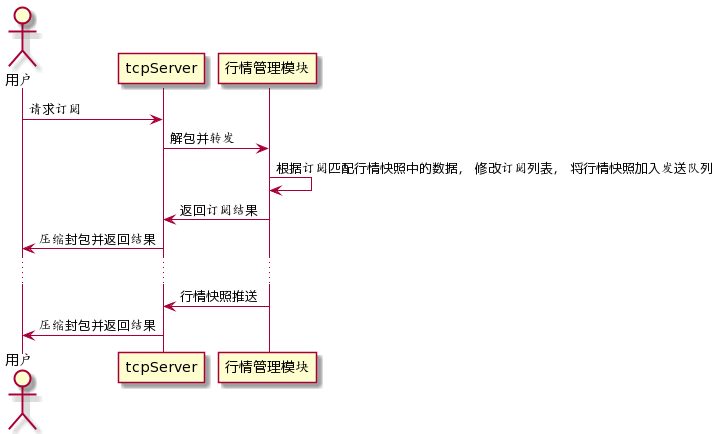 用户
tcpServer
行情管理模块
请求订阅
解包并转发
根据订阅匹配行情快照中的数据， 修改订阅列表， 将行情快照加入发送队列
返回订阅结果
压缩封包并返回结果
行情快照推送
压缩封包并返回结果
用户
tcpServer
行情管理模块